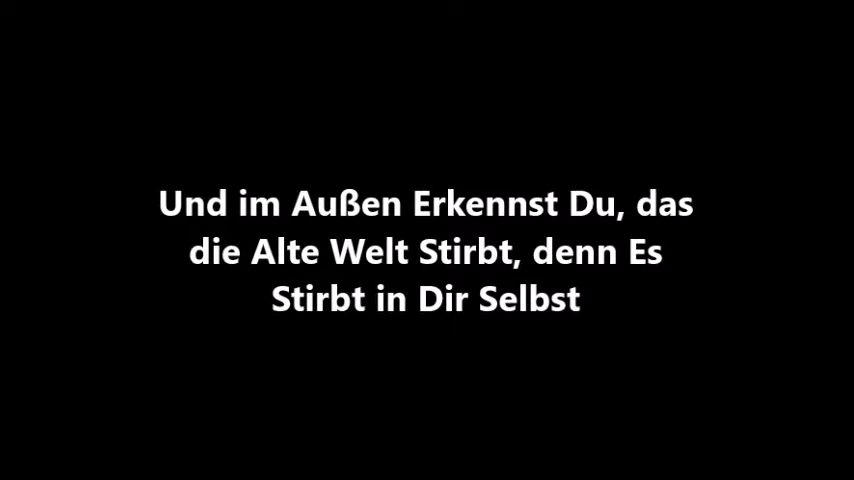 Und im Außen Erkennst Du, das
die Alte Welt Stirbt, denn Es
Stirbt in Dir Selbst